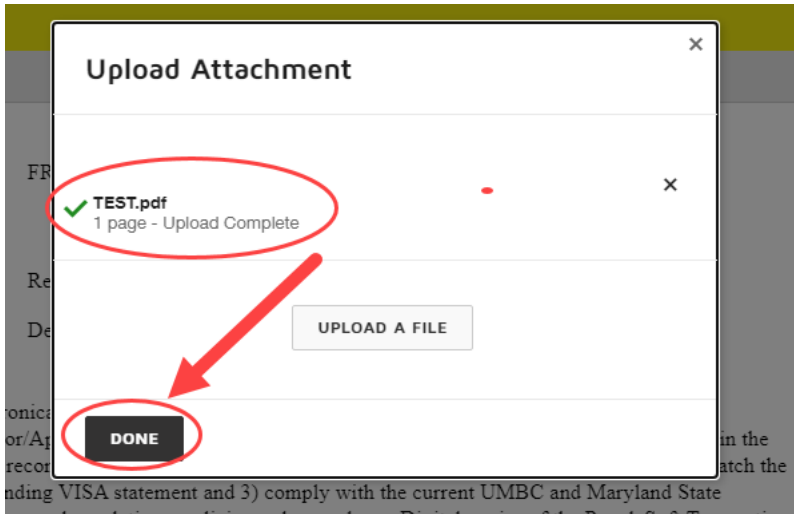 Upload Attachment
×
FR
TEST.pdf
1 page - Upload Complete
×
Re
De
UPLOAD A FILE
DONE
ronica
or/Ap
in the
recor
atch the
nding VISA statement and 3) comply with the current UMBC and Maryland State